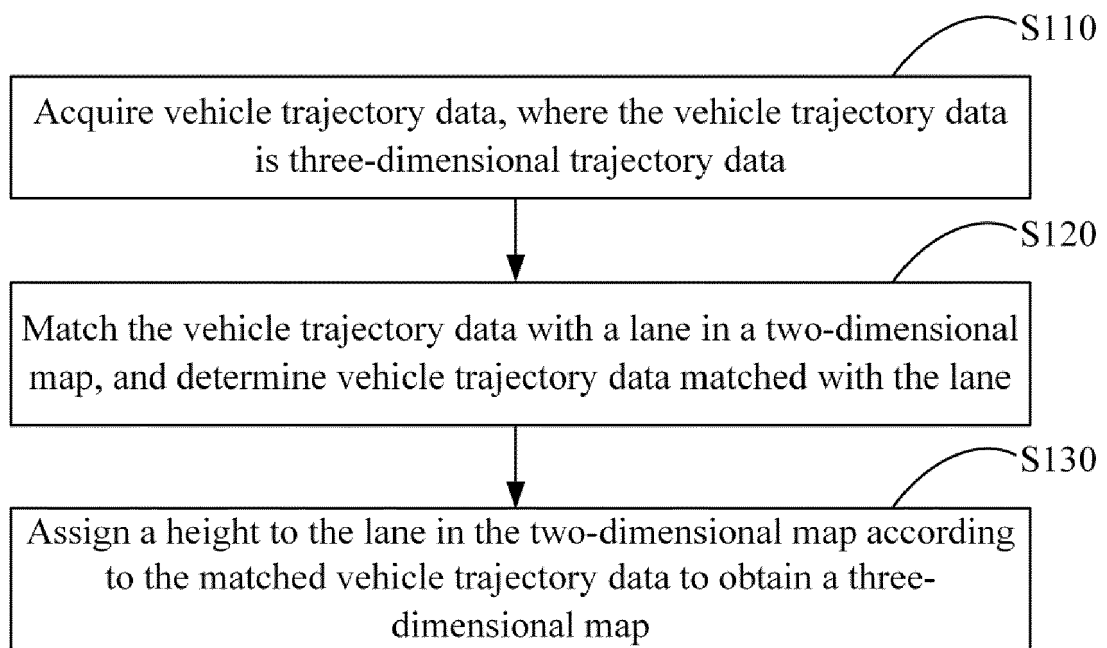 S110
Acquire vehicle trajectory data, where the vehicle trajectory data
is three-dimensional trajectory data
S120
Match the vehicle trajectory data with a lane in a two-dimensional
map, and determine vehicle trajectory data matched with the lane
S130
Assign a height to the lane in the two-dimensional map according
to the matched vehicle trajectory data to obtain a three-
dimensional map